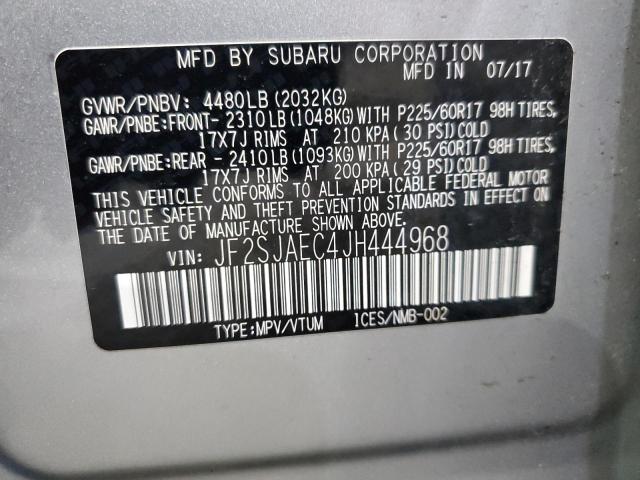 MFD BY SUBARU CORPORATION
MFD IN 07/17
GVWR/PNBV: 4480LB(2032KG)
GAWR/PNBE:FRONT- 2310LB(1048KG)WITH P225/60R17 98H TIRES,
17X7J RIMS AT 210 KPA(30 PSI)COLD
GAWR/PNBE:REAR - 2410LB(1093KG)WITH P225/60R17 98H TIRES,
17X7J RIMS AT 200 KPA(29 PSI)COLD
THIS VEHICLE CONFORMS TO ALL APPLICABLE FEDERAL MOTOR
VEHICLE SAFETY AND THEFT PREVENTION STANDARDS IN EFFECT ON
THE DATE OF MANUFACTURE SHOWN ABOVE.
VIN: JF2SJAEC4JH444968
TYPE:MPV/VTUM ICES/NMB-002